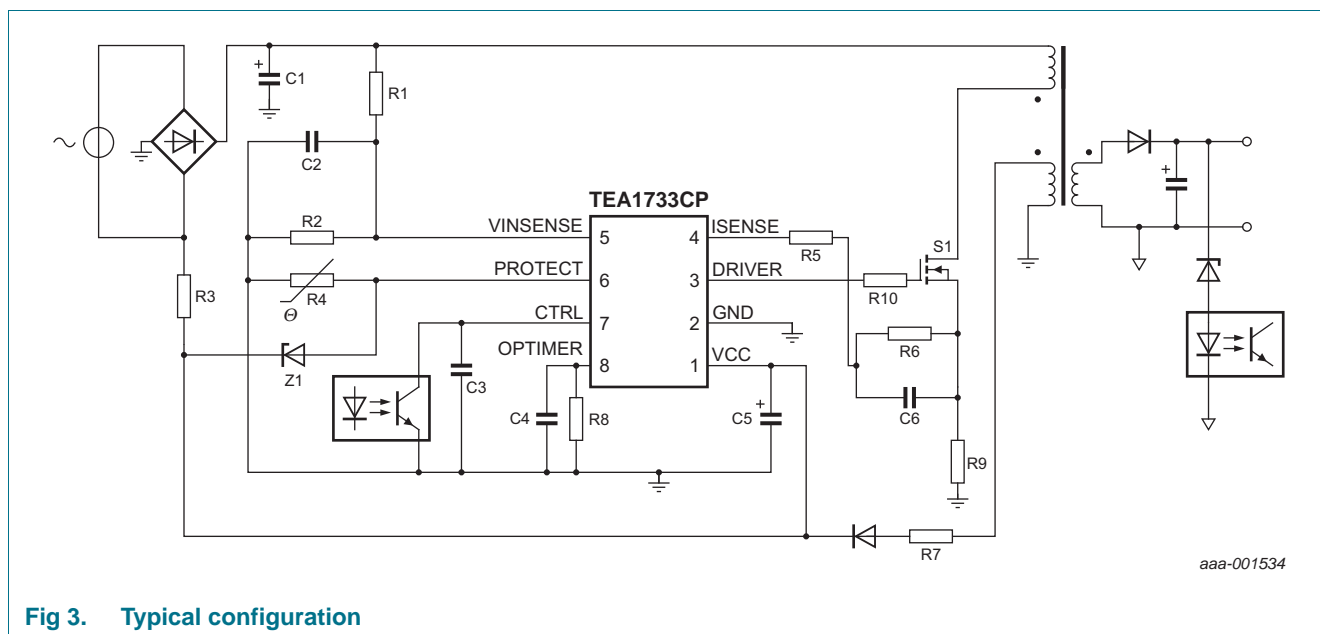 C1
R1
C2
TEA1733CP
R2
VINSENSE
5
4
ISENSE
R5
S1
PROTECT
6
3
DRIVER
R10
R3
R4
Θ
CTRL
7
2
GND
R6
OPTIMER
8
1
VCC
Z1
C3
C4
R8
C5
C6
R9
R7
aaa-001534
Fig 3. Typical configuration